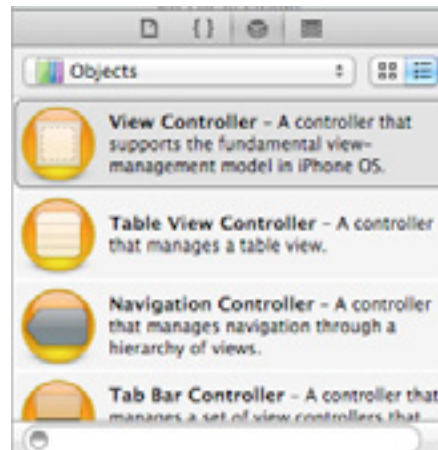 { }
Objects
View Controller – A controller that
supports the fundamental view-
management model in iPhone OS.
Table View Controller – A controller
that manages a table view.
Navigation Controller – A controller
that manages navigation through a
hierarchy of views.
Tab Bar Controller – A controller that
manages a set of view controllers that